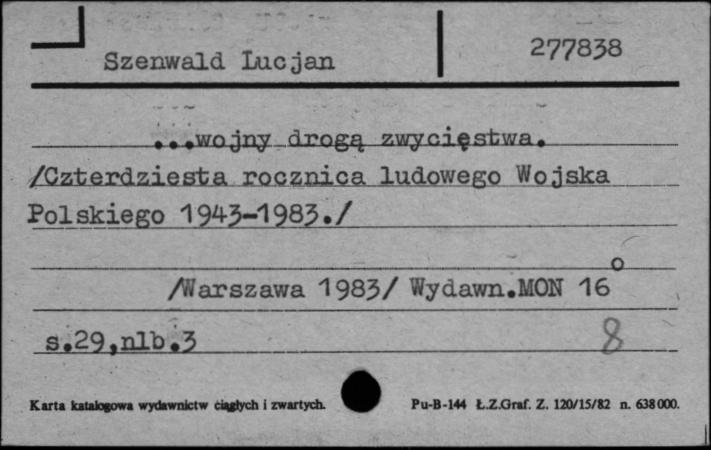 Szenwald Lucjan
277838
...wojny drogą zwycięstwa.
/Czterdziesta rocznica ludowego Wojska
Polskiego 1943-1983./
/Warszawa 1983/ Wydawn.MON 16°
s.29,nlb.3
8
Karta katalogowa wydawnictw ciągłych i zwartych.
Pu-B-144 Ł.Z.Graf. Z. 120/15/82 n. 638000.